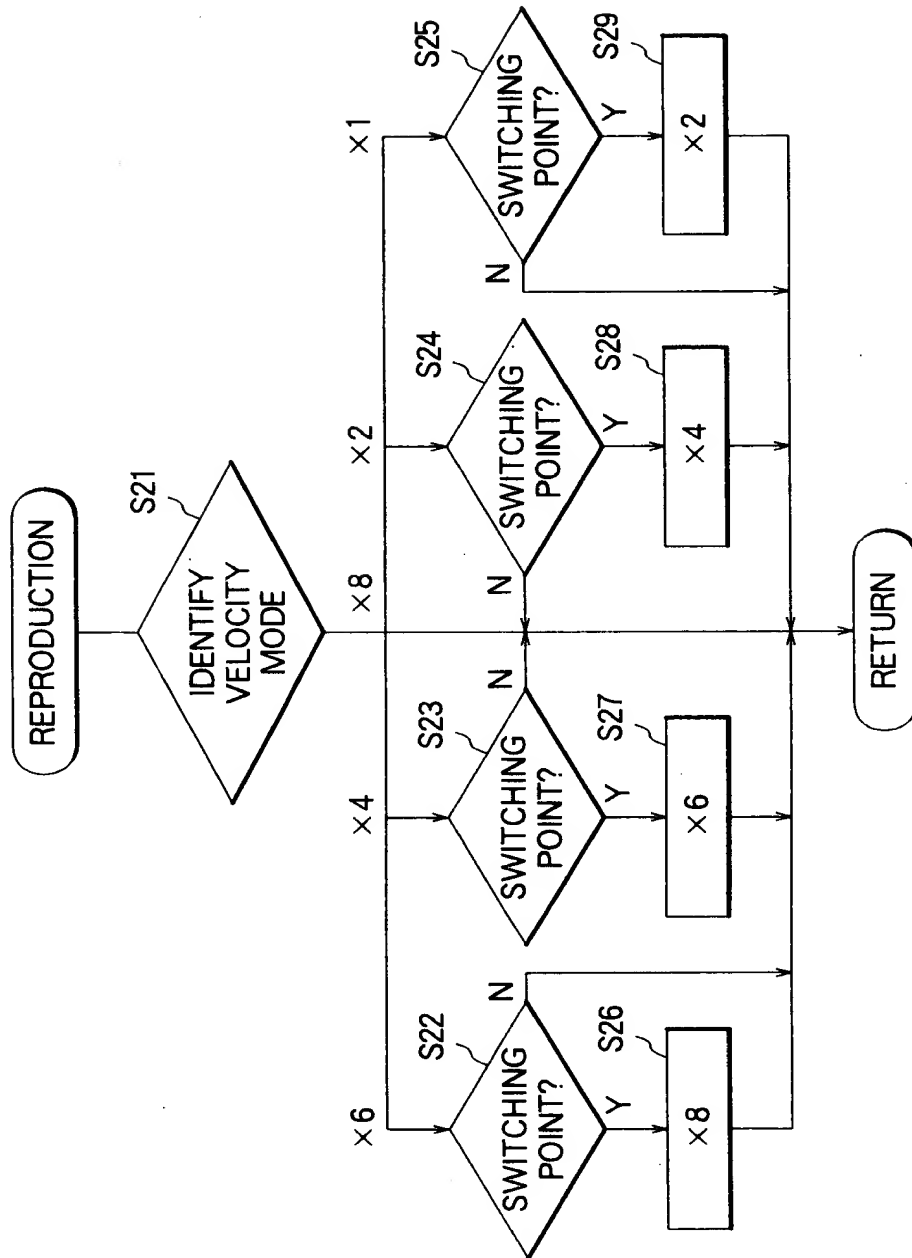 REPRODUCTION
S21
IDENTIFY
VELOCITY
MODE
×6
×4
×8
×2
×1
S22
SWITCHING
POINT?
N
Y
S23
SWITCHING
POINT?
N
Y
S24
SWITCHING
POINT?
N
Y
S25
SWITCHING
POINT?
N
Y
S26
×8
S27
×6
S28
×4
S29
×2
RETURN